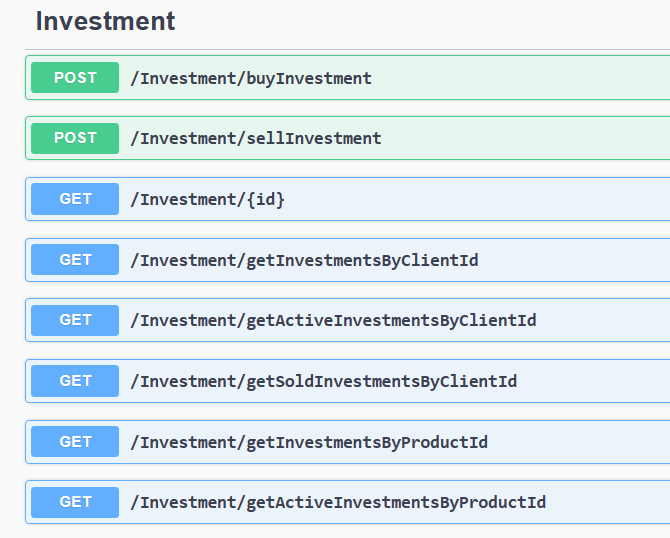 Investment
POST /Investment/buyInvestment
POST /Investment/sellInvestment
GET /Investment/{id}
GET /Investment/getInvestmentsByClientId
GET /Investment/getActiveInvestmentsByClientId
GET /Investment/getSoldInvestmentsByClientId
GET /Investment/getInvestmentsByProductId
GET /Investment/getActiveInvestmentsByProductId